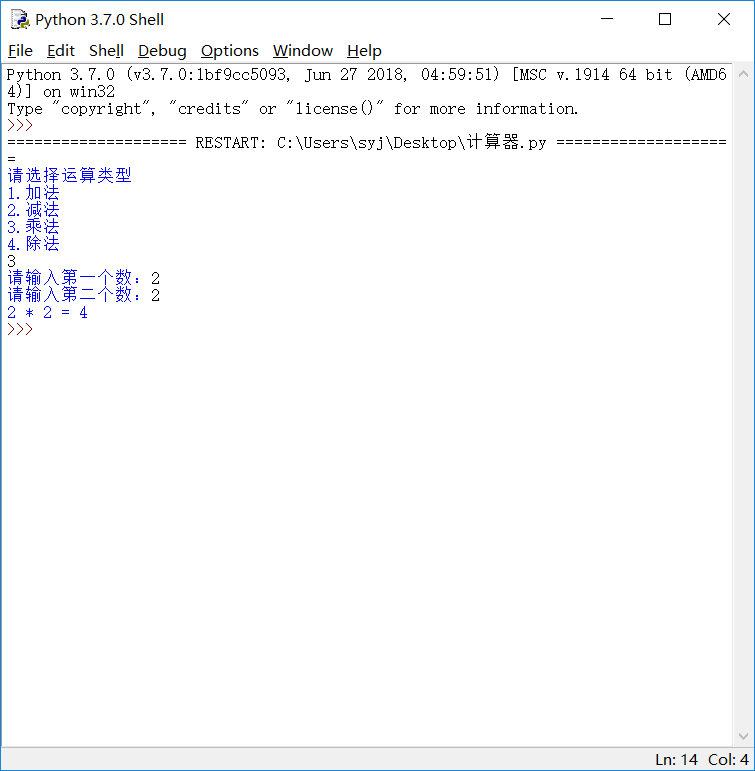 Python 3.7.0 Shell
File Edit Shell Debug Options Window Help
Python 3.7.0 (v3.7.0:1bf9cc5093, Jun 27 2018, 04:59:51) [MSC v.1914 64 bit (AMD6
4)] on win32
Type "copyright", "credits" or "license()" for more information.
>>>
==================== RESTART: C:\Users\syj\Desktop\计算器.py ===================
=
请选择运算类型
1.加法
2.减法
3.乘法
4.除法
3
请输入第一个数：2
请输入第二个数：2
2 * 2 = 4
>>>
Ln: 14 Col: 4